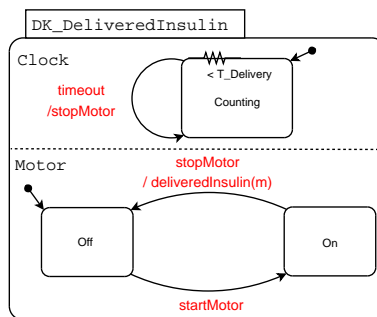 DK_DeliveredInsulin
Clock
< T_Delivery
timeout
/stopMotor
Counting
Motor
stopMotor
/ deliveredInsulin(m)
Off
On
startMotor